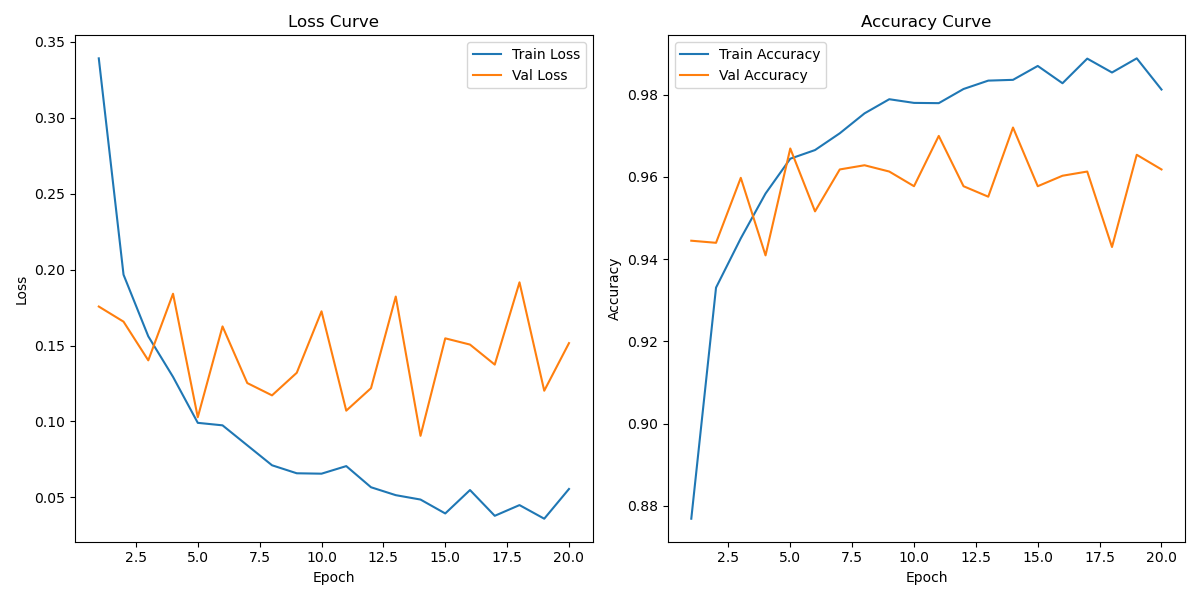 Loss Curve
0.35
0.30
0.25
0.20
0.15
0.10
0.05
Loss
Train Loss
Val Loss
2.5 5.0 7.5 10.0 12.5 15.0 17.5 20.0
Epoch
Accuracy Curve
Train Accuracy
Val Accuracy
0.98
0.96
0.94
0.92
0.90
0.88
Accuracy
2.5 5.0 7.5 10.0 12.5 15.0 17.5 20.0
Epoch